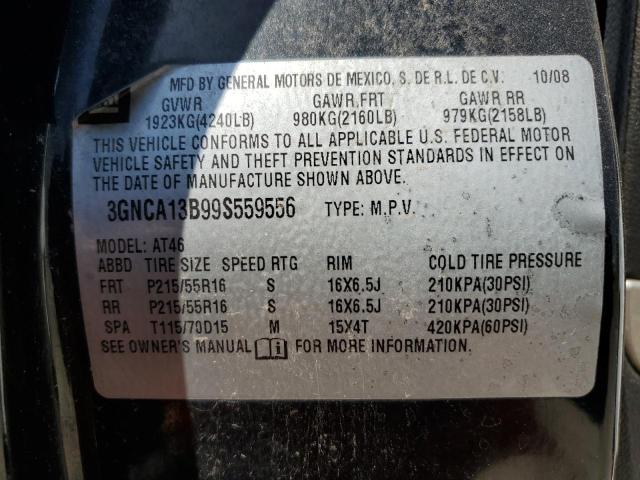 MFD BY GENERAL MOTORS DE MEXICO, S. DE R.L. DE C.V. 10/08
GVWR GAWR FRT GAWR RR
1923KG(4240LB) 980KG(2160LB) 979KG(2158LB)
THIS VEHICLE CONFORMS TO ALL APPLICABLE U.S. FEDERAL MOTOR
VEHICLE SAFETY AND THEFT PREVENTION STANDARDS IN EFFECT ON
THE DATE OF MANUFACTURE SHOWN ABOVE.
3GNCA13B99S559556 TYPE: M.P.V.
MODEL: AT46
ABBD TIRE SIZE SPEED RTG RIM COLD TIRE PRESSURE
FRT P215/55R16 S 16X6.5J 210KPA(30PSI)
RR P215/55R16 S 16X6.5J 210KPA(30PSI)
SPA T115/70D15 M 15X4T 420KPA(60PSI)
SEE OWNER'S MANUAL FOR MORE INFORMATION.